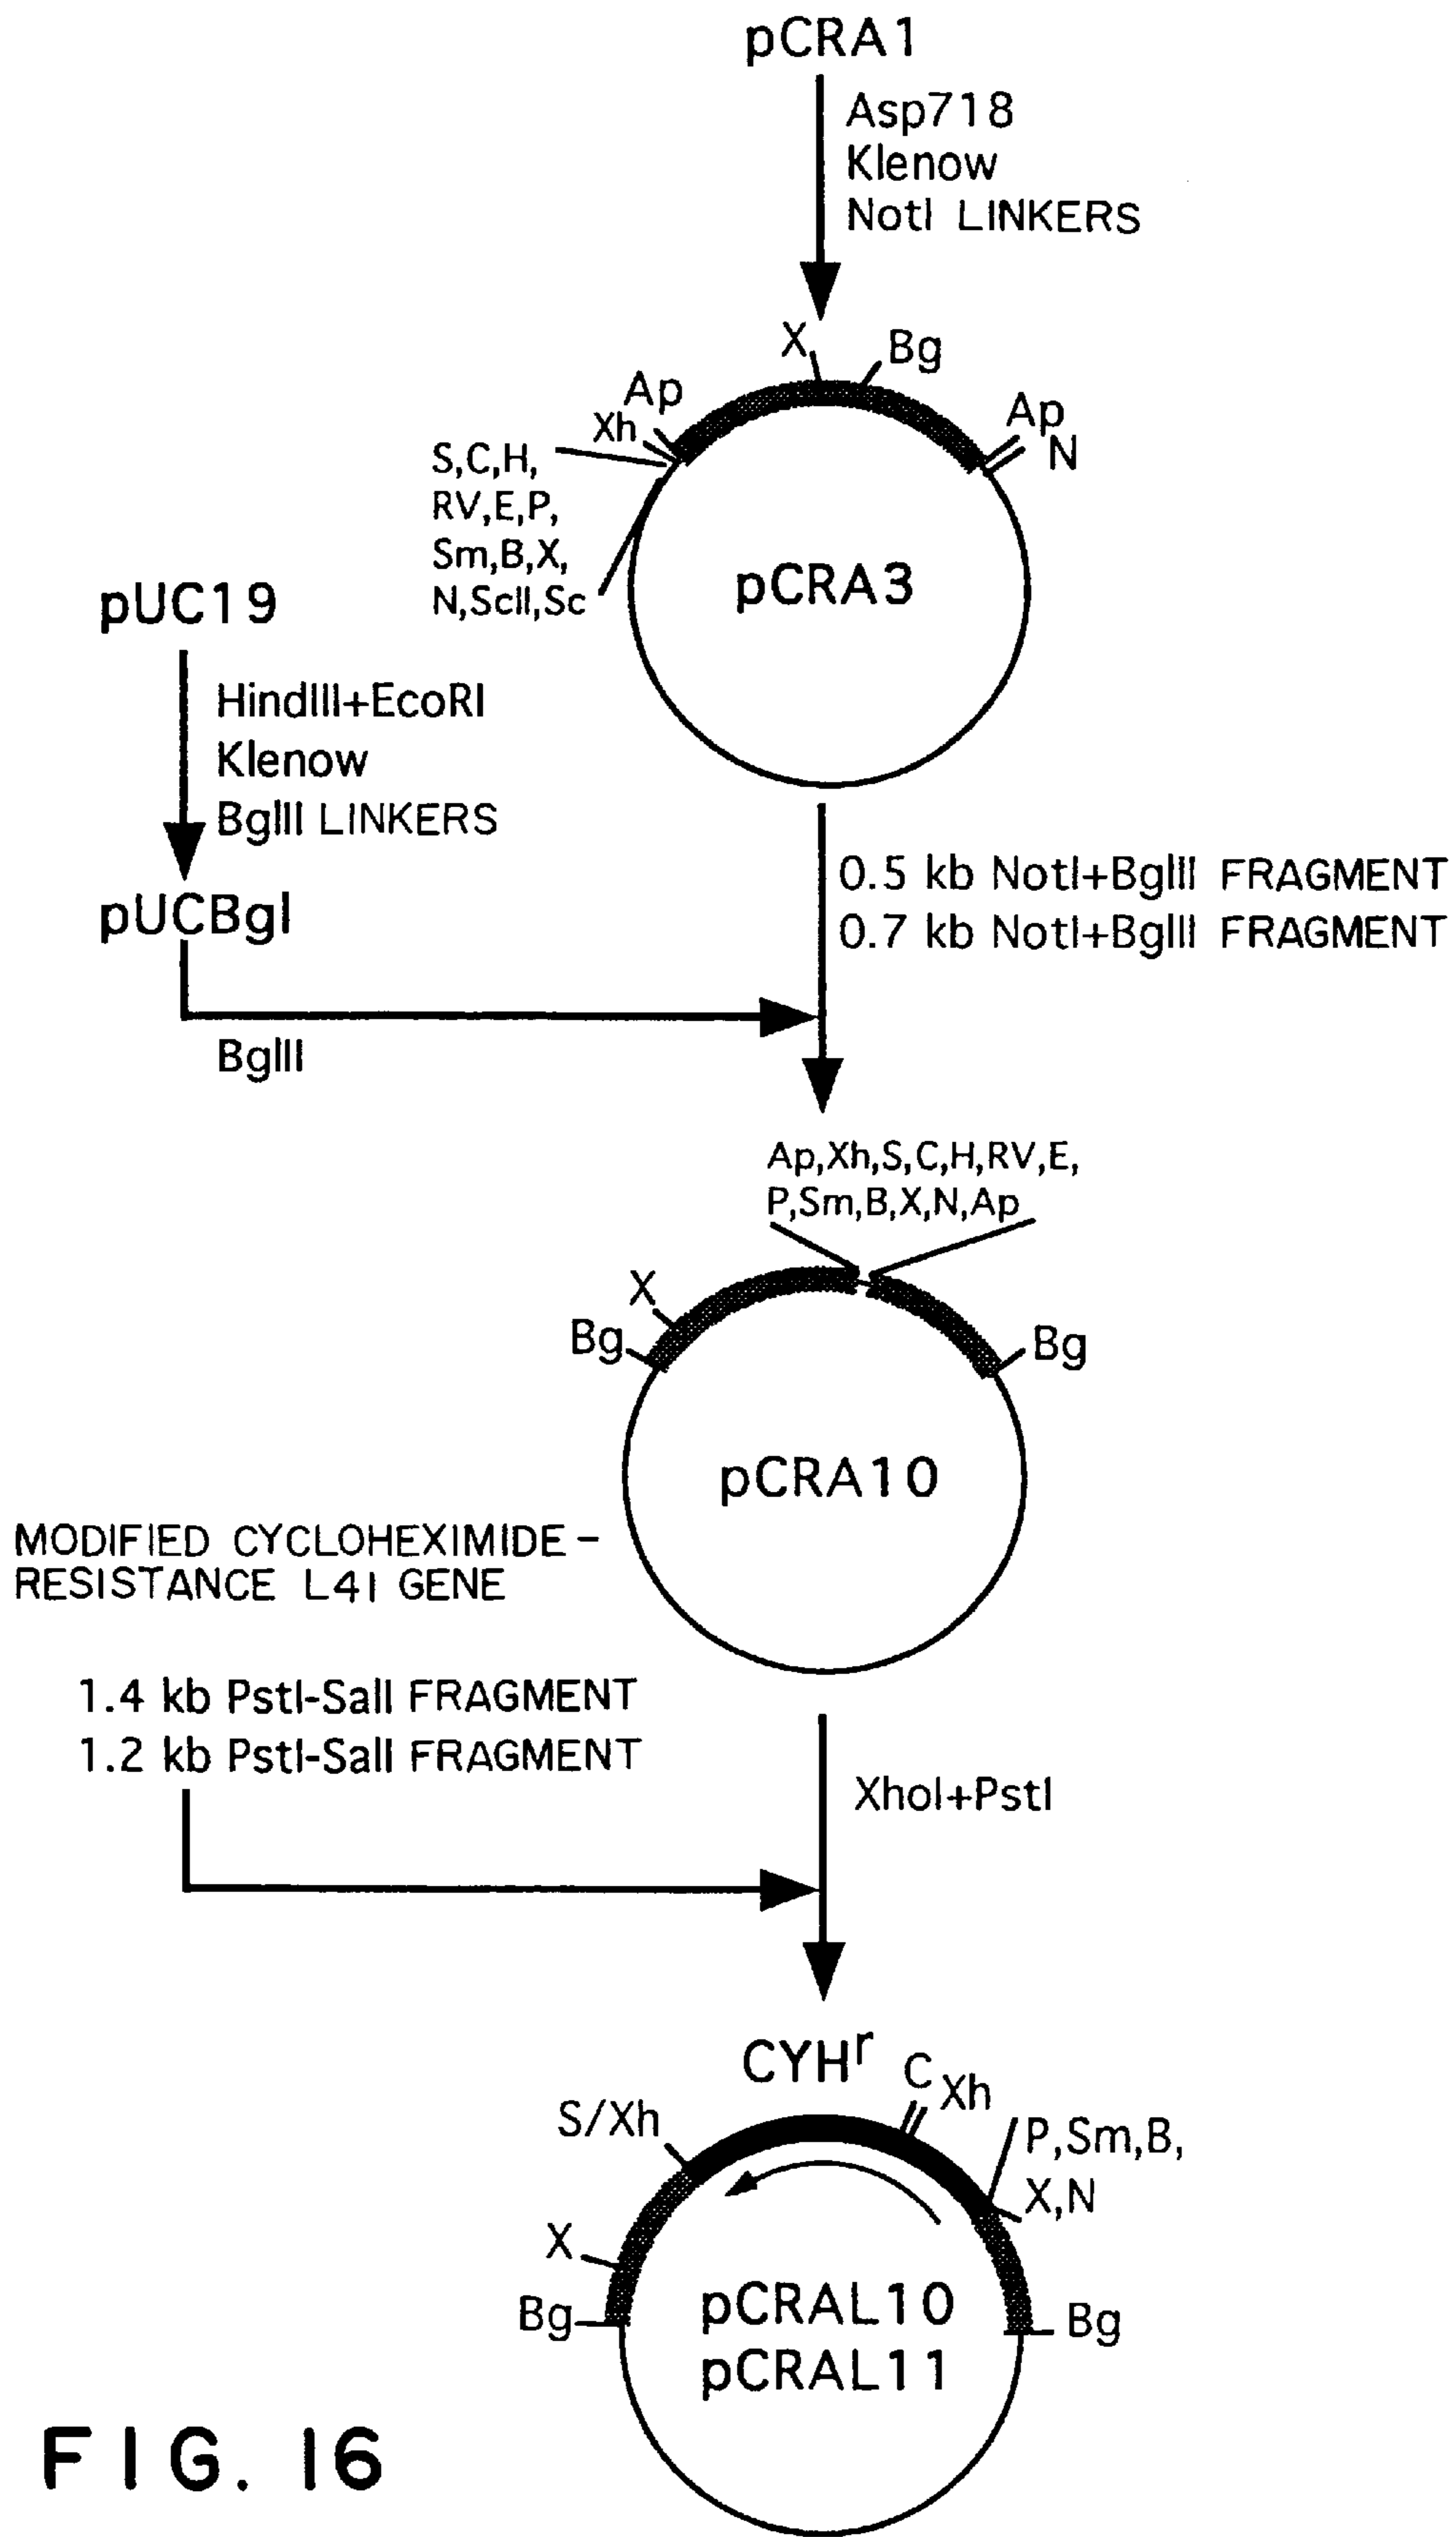 pCRA1
Asp718
Klenow
NotI LINKERS
X
Bg
Ap
Xh
Ap
N
S,C,H,
RV,E,P,
Sm,B,X,
N,ScII,Sc
pCRA3
pUC19
HindIII+EcoRI
Klenow
BglII LINKERS
pUCBgl
0.5 kb NotI+BglII FRAGMENT
0.7 kb NotI+BglII FRAGMENT
BglII
Ap,Xh,S,C,H,RV,E,
P,Sm,B,X,N,Ap
X
Bg
Bg
pCRA10
MODIFIED CYCLOHEXIMIDE-
RESISTANCE L41 GENE
1.4 kb PstI-SalI FRAGMENT
1.2 kb PstI-SalI FRAGMENT
XhoI+PstI
CYHr
C
Xh
S/Xh
P,Sm,B,
X,N
X
Bg
Bg
pCRAL10
pCRAL11
FIG. 16